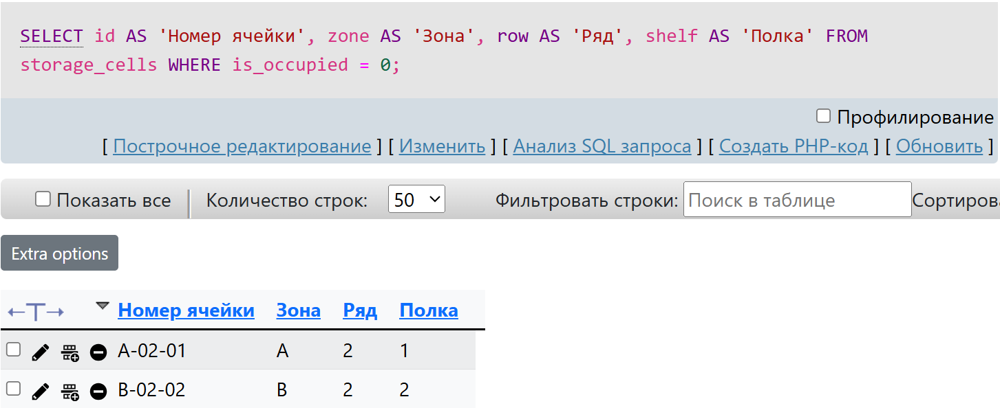 SELECT id AS 'Номер ячейки', zone AS 'Зона', row AS 'Ряд', shelf AS 'Полка' FROM
storage_cells WHERE is_occupied = 0;
Профилирование
[ Построчное редактирование ] [ Изменить ] [ Анализ SQL запроса ] [ Создать PHP-код ] [ Обновить ]
Показать все Количество строк: 50 Фильтровать строки: Поиск в таблице Сортиров
Extra options
←T→ Номер ячейки Зона Ряд Полка
A-02-01 A 2 1
B-02-02 B 2 2